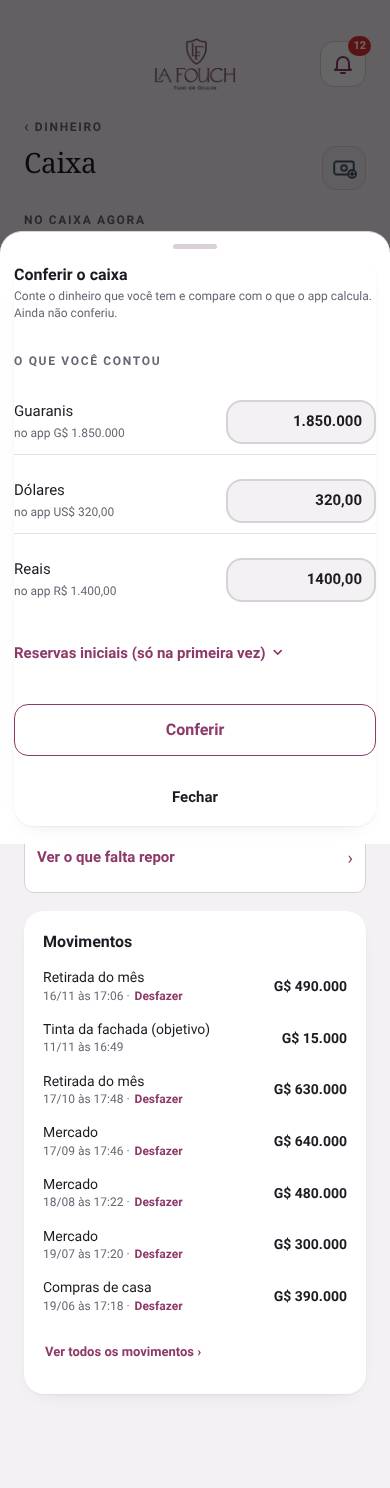 LF
LA FOUCH
12
‹ DINHEIRO
Caixa
NO CAIXA AGORA
Conferir o caixa
Conte o dinheiro que você tem e compare com o que o app calcula.
Ainda não conferiu.
O QUE VOCÊ CONTOU
Guaranis
1.850.000
no app G$ 1.850.000
Dólares
320,00
no app US$ 320,00
Reais
1400,00
no app R$ 1.400,00
Reservas iniciais (só na primeira vez)
Conferir
Fechar
Ver o que falta repor ›
Movimentos
Retirada do mês
G$ 490.000
16/11 às 17:06 · Desfazer
Tinta da fachada (objetivo)
G$ 15.000
11/11 às 16:49
Retirada do mês
G$ 630.000
17/10 às 17:48 · Desfazer
Mercado
G$ 640.000
17/09 às 17:46 · Desfazer
Mercado
G$ 480.000
18/08 às 17:22 · Desfazer
Mercado
G$ 300.000
19/07 às 17:20 · Desfazer
Compras de casa
G$ 390.000
19/06 às 17:18 · Desfazer
Ver todos os movimentos ›